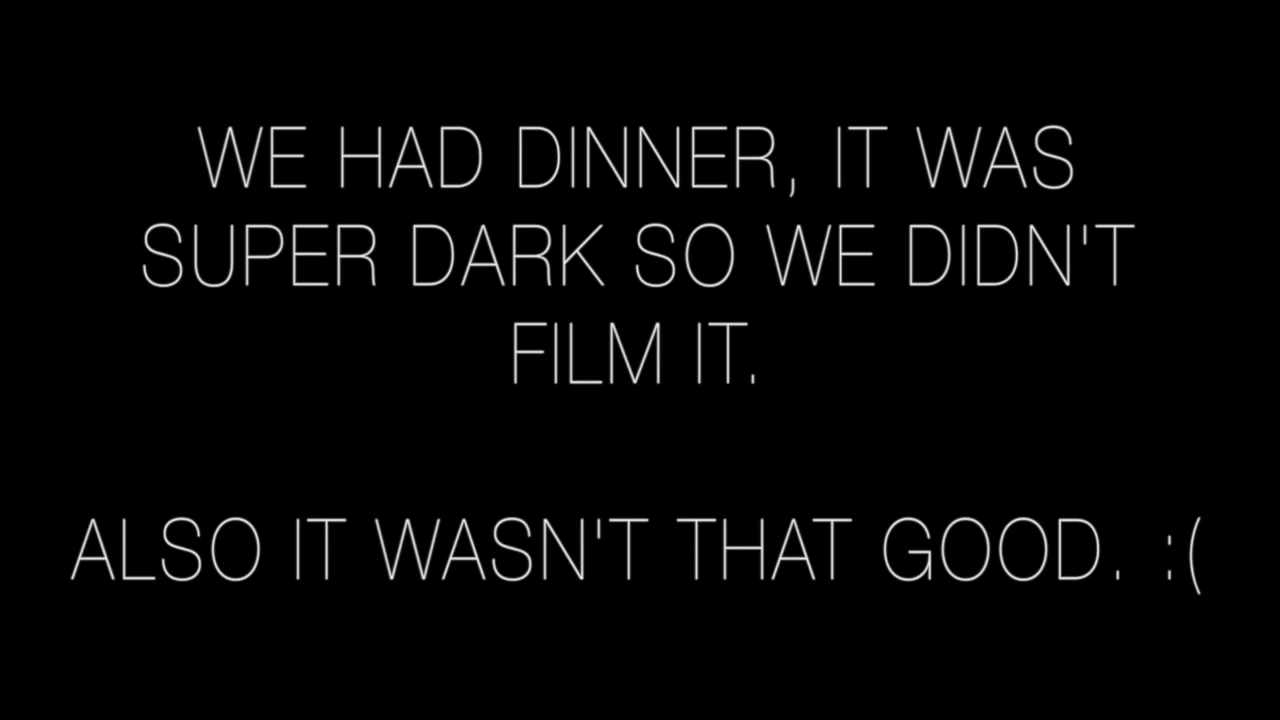 WE HAD DINNER, IT WAS
SUPER DARK SO WE DIDN'T
FILM IT.
ALSO IT WASN'T THAT GOOD. :(